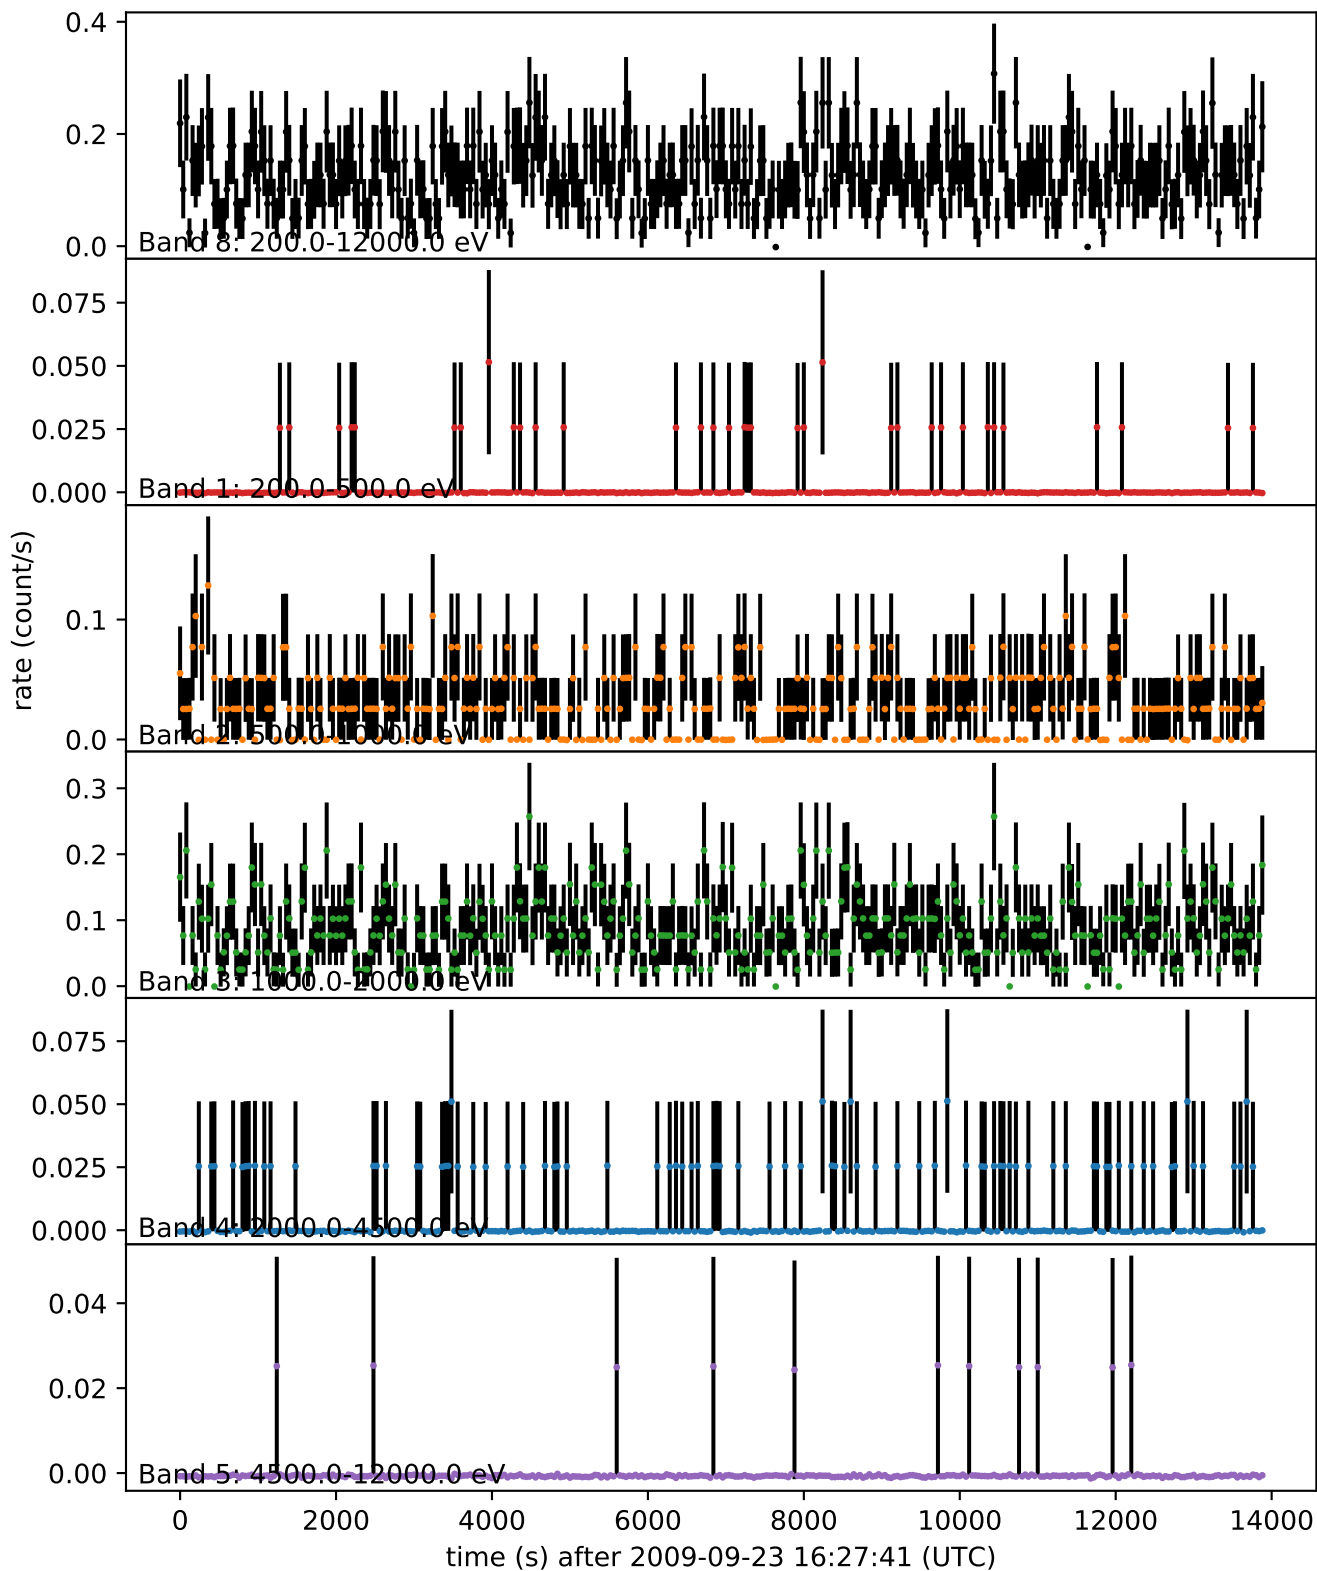 0.4
0.2
0.0
Band 8: 200.0-12000.0 eV
0.075
0.050
0.025
0.000
Band 1: 200.0-500.0 eV
rate (count/s)
0.1
0.0
Band 2: 500.0-1000.0 eV
0.3
0.2
0.1
0.0
Band 3: 1000.0-2000.0 eV
0.075
0.050
0.025
0.000
Band 4: 2000.0-4500.0 eV
0.04
0.02
0.00
Band 5: 4500.0-12000.0 eV
0 2000 4000 6000 8000 10000 12000 14000
time (s) after 2009-09-23 16:27:41 (UTC)